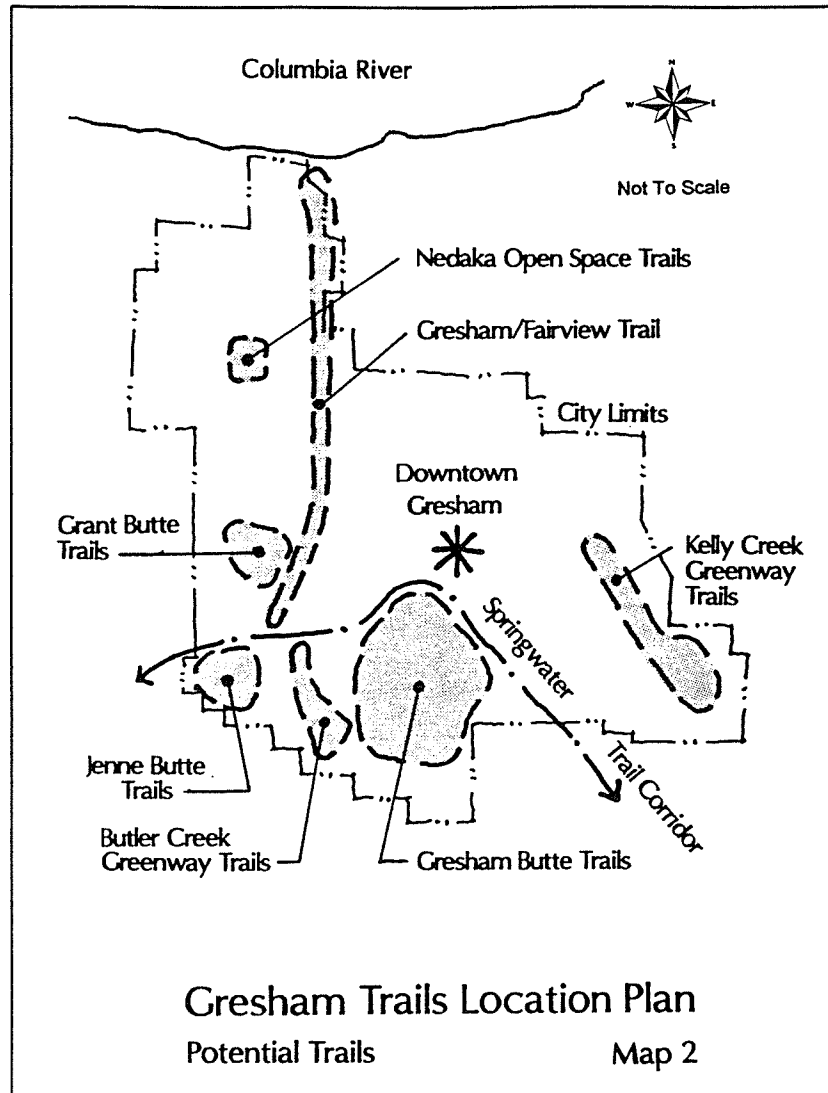 Columbia River
N
W
E
S
Not To Scale
Nedaka Open Space Trails
Gresham/Fairview Trail
City Limits
Downtown
Gresham
Grant Butte
Trails
Kelly Creek
Greenway
Trails
Springwater
Trail Corridor
Jenne Butte
Trails
Butler Creek
Greenway Trails
Gresham Butte Trails
Gresham Trails Location Plan
Potential Trails
Map 2